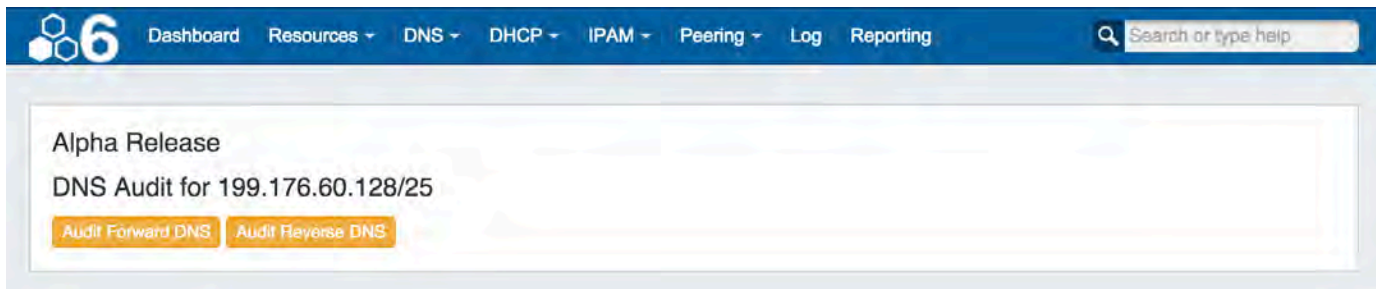 6 Dashboard Resources DNS DHCP IPAM Peering Log Reporting Search or type help
Alpha Release
DNS Audit for 199.176.60.128/25
Audit Forward DNS Audit Reverse DNS